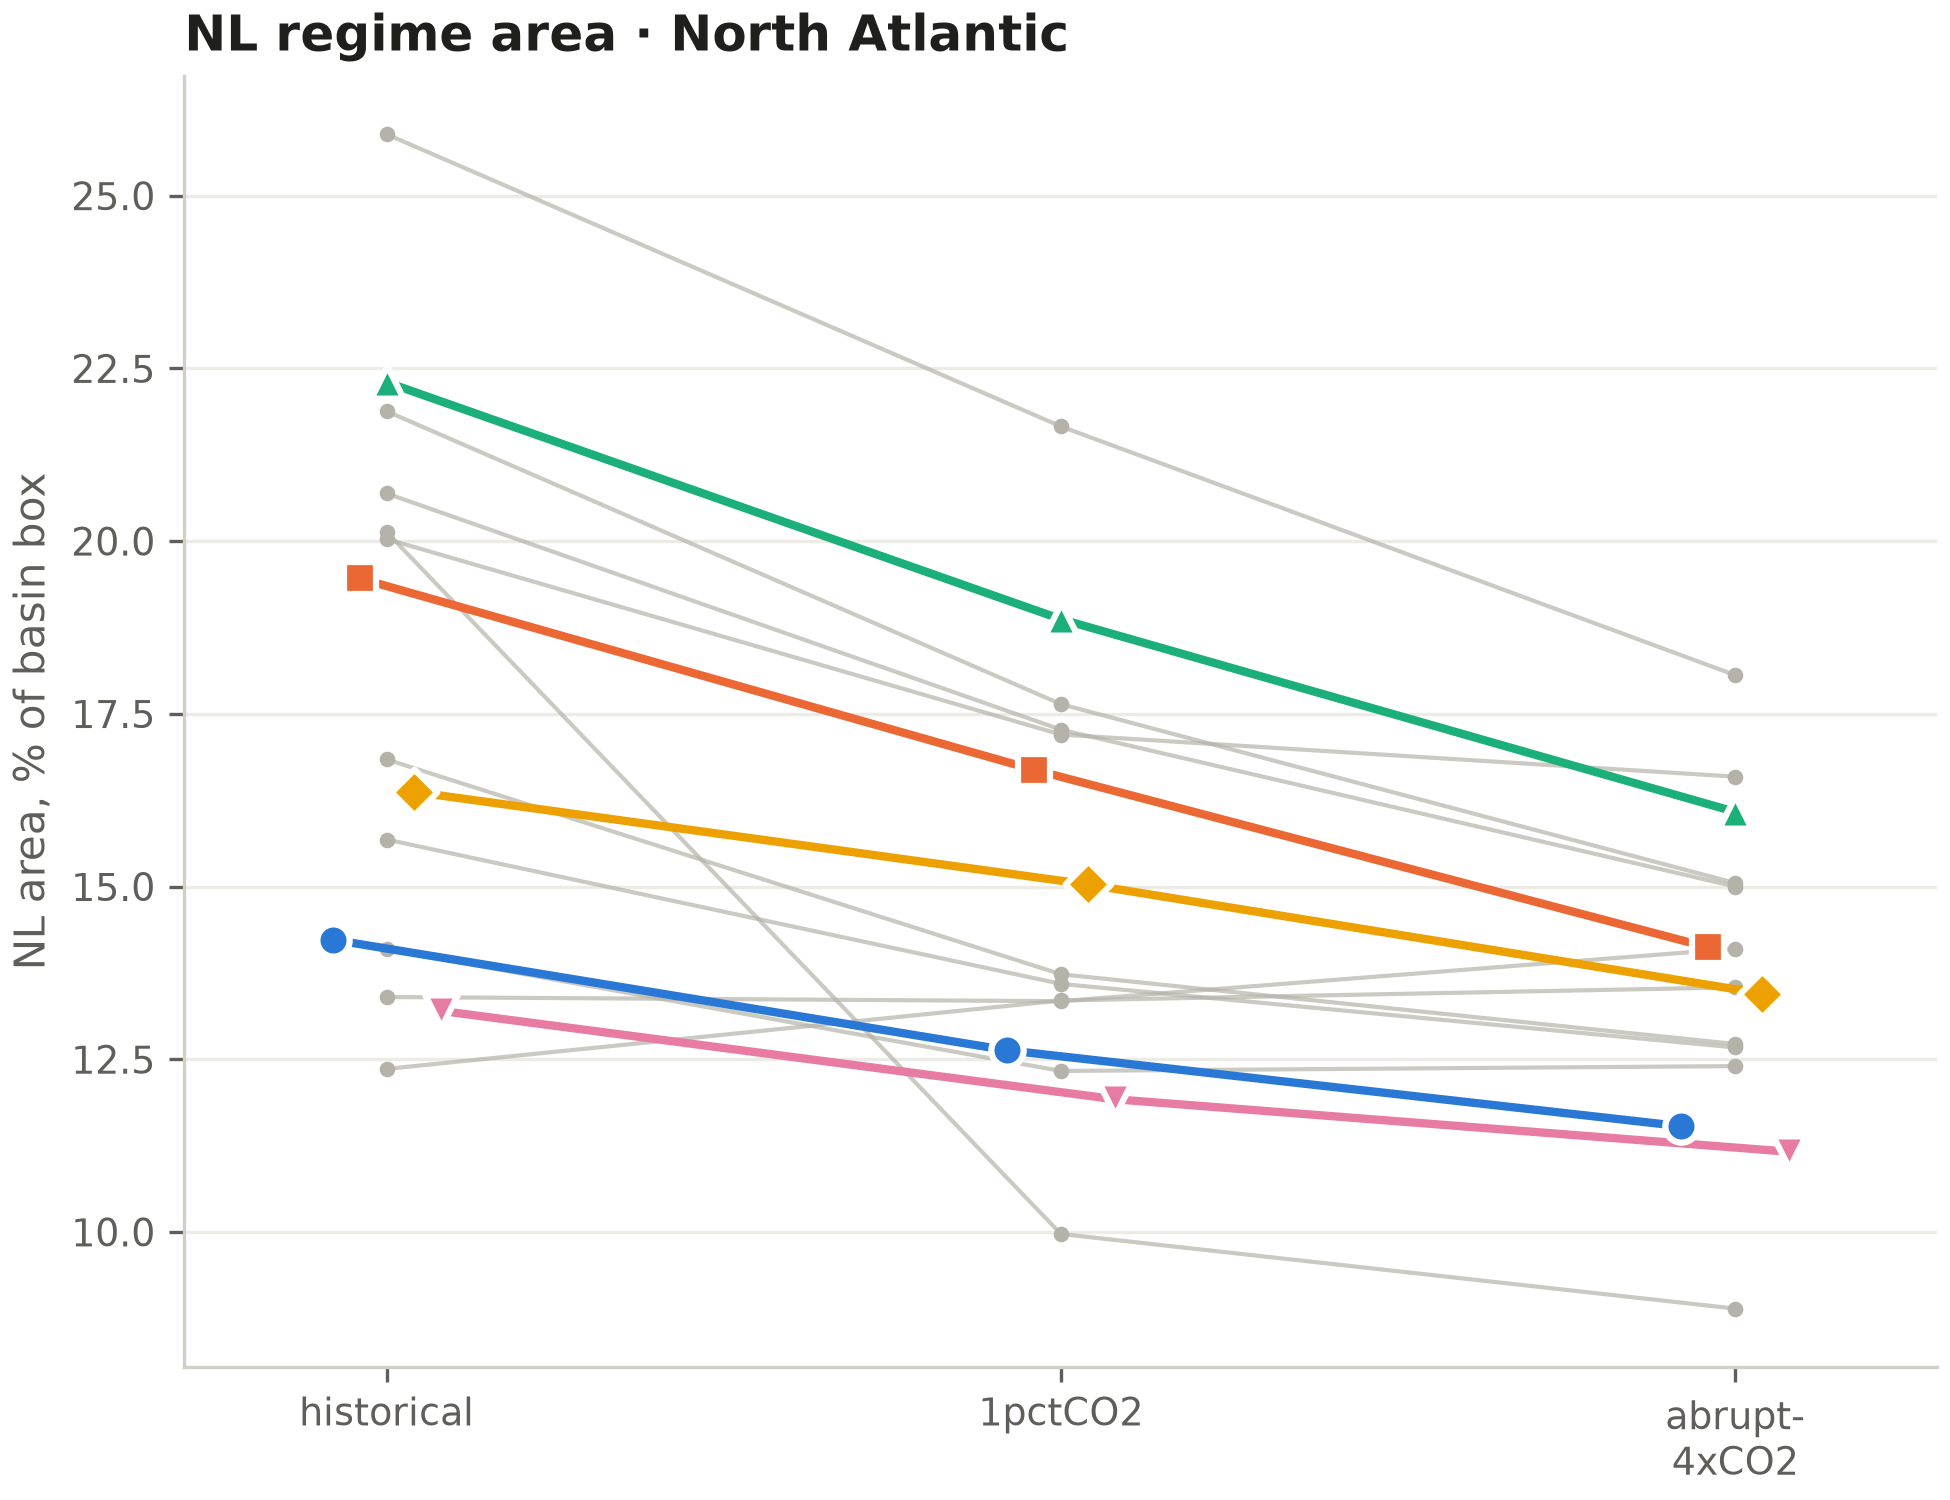 NL regime area · North Atlantic
NL area, % of basin box
25.0
22.5
20.0
17.5
15.0
12.5
10.0
historical
1pctCO2
abrupt-
4xCO2